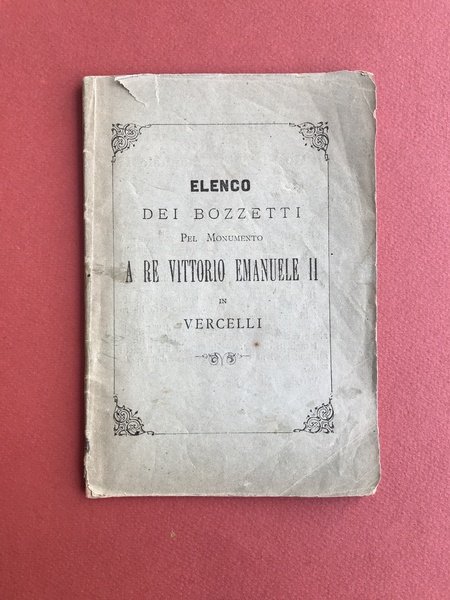 ELENCO
DEI BOZZETTI
PEL MONUMENTO
A RE VITTORIO EMANUELE II
IN
VERCELLI